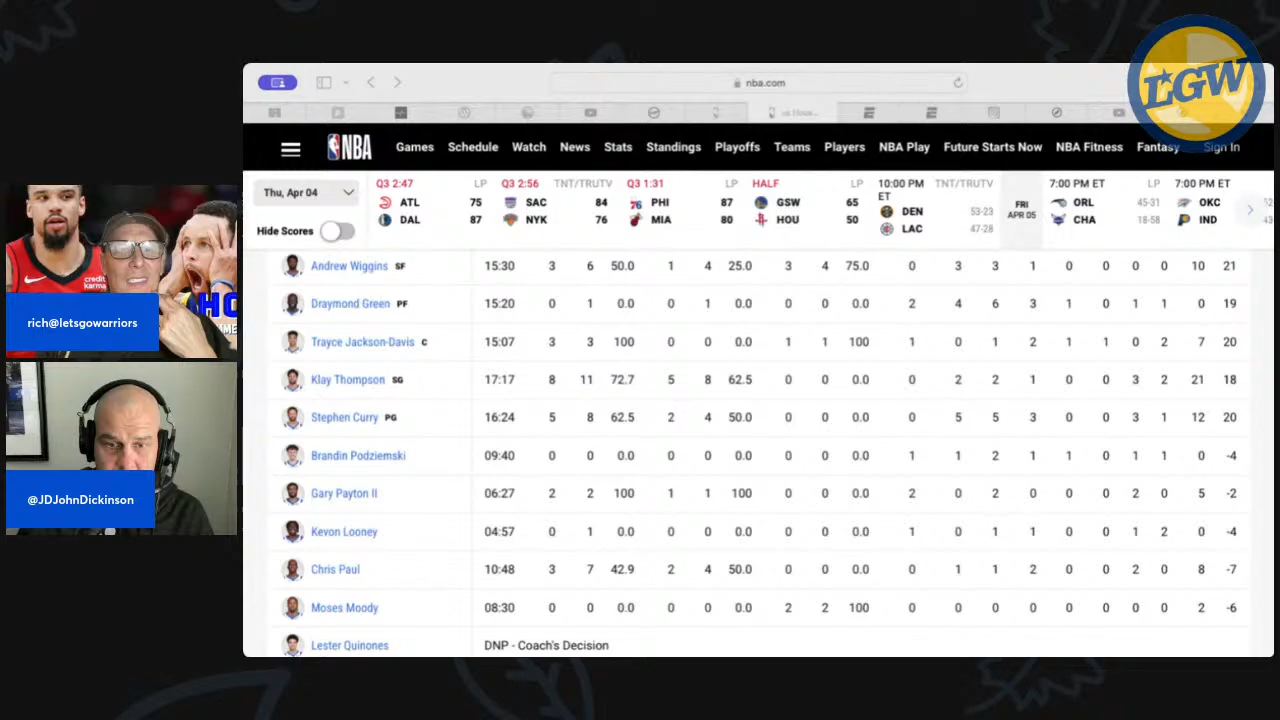 LGW
nba.com
us Hous...
NBA Games Schedule Watch News Stats Standings Playoffs Teams Players NBA Play Future Starts Now NBA Fitness Fantasy Sign In
Thu, Apr 04
Hide Scores
Q3 2:47 LP
ATL 75
DAL 87
Q3 2:56 TNT/TRUTV
SAC 84
NYK 76
Q3 1:31 LP
PHI 87
MIA 80
HALF LP
GSW 65
HOU 50
10:00 PM ET TNT/TRUTV
DEN 53-23
LAC 47-28
FRI
APR 05
7:00 PM ET LP
ORL 45-31
CHA 18-58
7:00 PM ET
OKC
IND
Andrew Wiggins SF 15:30 3 6 50.0 1 4 25.0 3 4 75.0 0 3 3 1 0 0 0 0 10 21
Draymond Green PF 15:20 0 1 0.0 0 1 0.0 0 0 0.0 2 4 6 3 1 0 1 1 0 19
Trayce Jackson-Davis C 15:07 3 3 100 0 0 0.0 1 1 100 1 0 1 2 1 1 0 2 7 20
Klay Thompson SG 17:17 8 11 72.7 5 8 62.5 0 0 0.0 0 2 2 1 0 0 3 2 21 18
Stephen Curry PG 16:24 5 8 62.5 2 4 50.0 0 0 0.0 0 5 5 3 0 0 3 1 12 20
Brandin Podziemski 09:40 0 0 0.0 0 0 0.0 0 0 0.0 1 1 2 1 1 0 1 1 0 -4
Gary Payton II 06:27 2 2 100 1 1 100 0 0 0.0 2 0 2 0 0 0 2 0 5 -2
Kevon Looney 04:57 0 1 0.0 0 0 0.0 0 0 0.0 1 0 1 1 0 0 1 2 0 -4
Chris Paul 10:48 3 7 42.9 2 4 50.0 0 0 0.0 0 1 1 2 0 0 2 0 8 -7
Moses Moody 08:30 0 0 0.0 0 0 0.0 2 2 100 0 0 0 0 0 0 0 0 2 -6
Lester Quinones DNP - Coach's Decision
credit
karma
HO
rich@letsgowarriors
@JDJohnDickinson